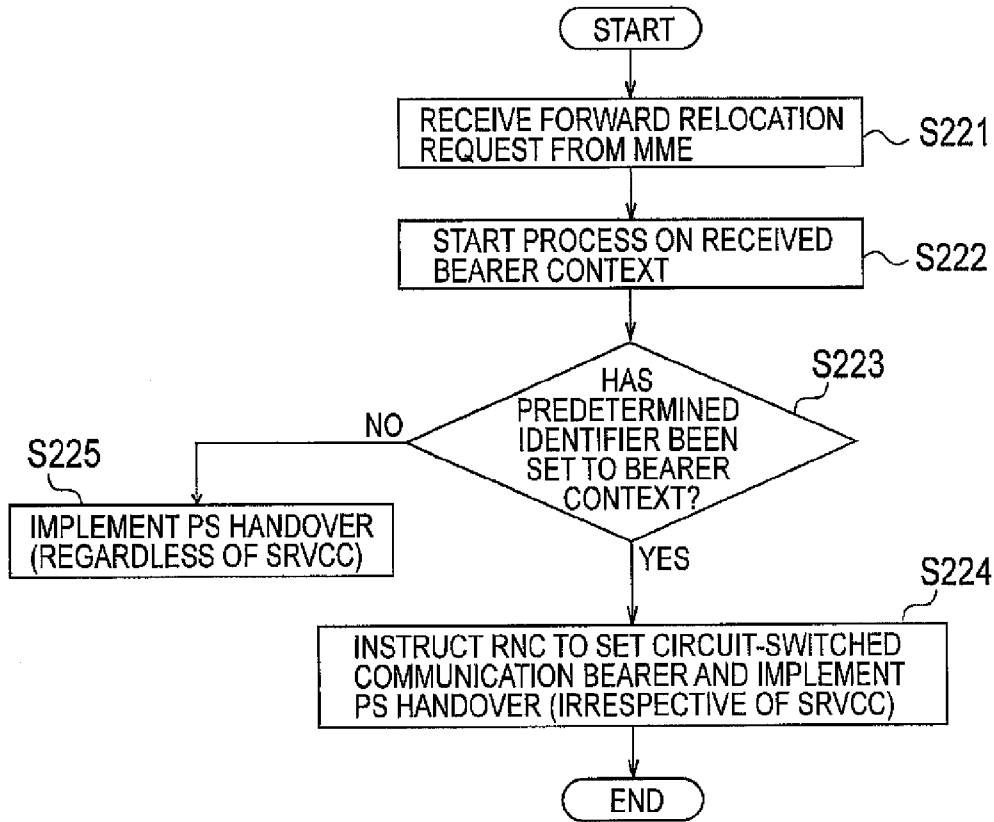 START
RECEIVE FORWARD RELOCATION
REQUEST FROM MME
S221
START PROCESS ON RECEIVED
BEARER CONTEXT
S222
HAS
PREDETERMINED
IDENTIFIER BEEN
SET TO BEARER
CONTEXT?
S223
NO
S225
IMPLEMENT PS HANDOVER
(REGARDLESS OF SRVCC)
YES
S224
INSTRUCT RNC TO SET CIRCUIT-SWITCHED
COMMUNICATION BEARER AND IMPLEMENT
PS HANDOVER (IRRESPECTIVE OF SRVCC)
END